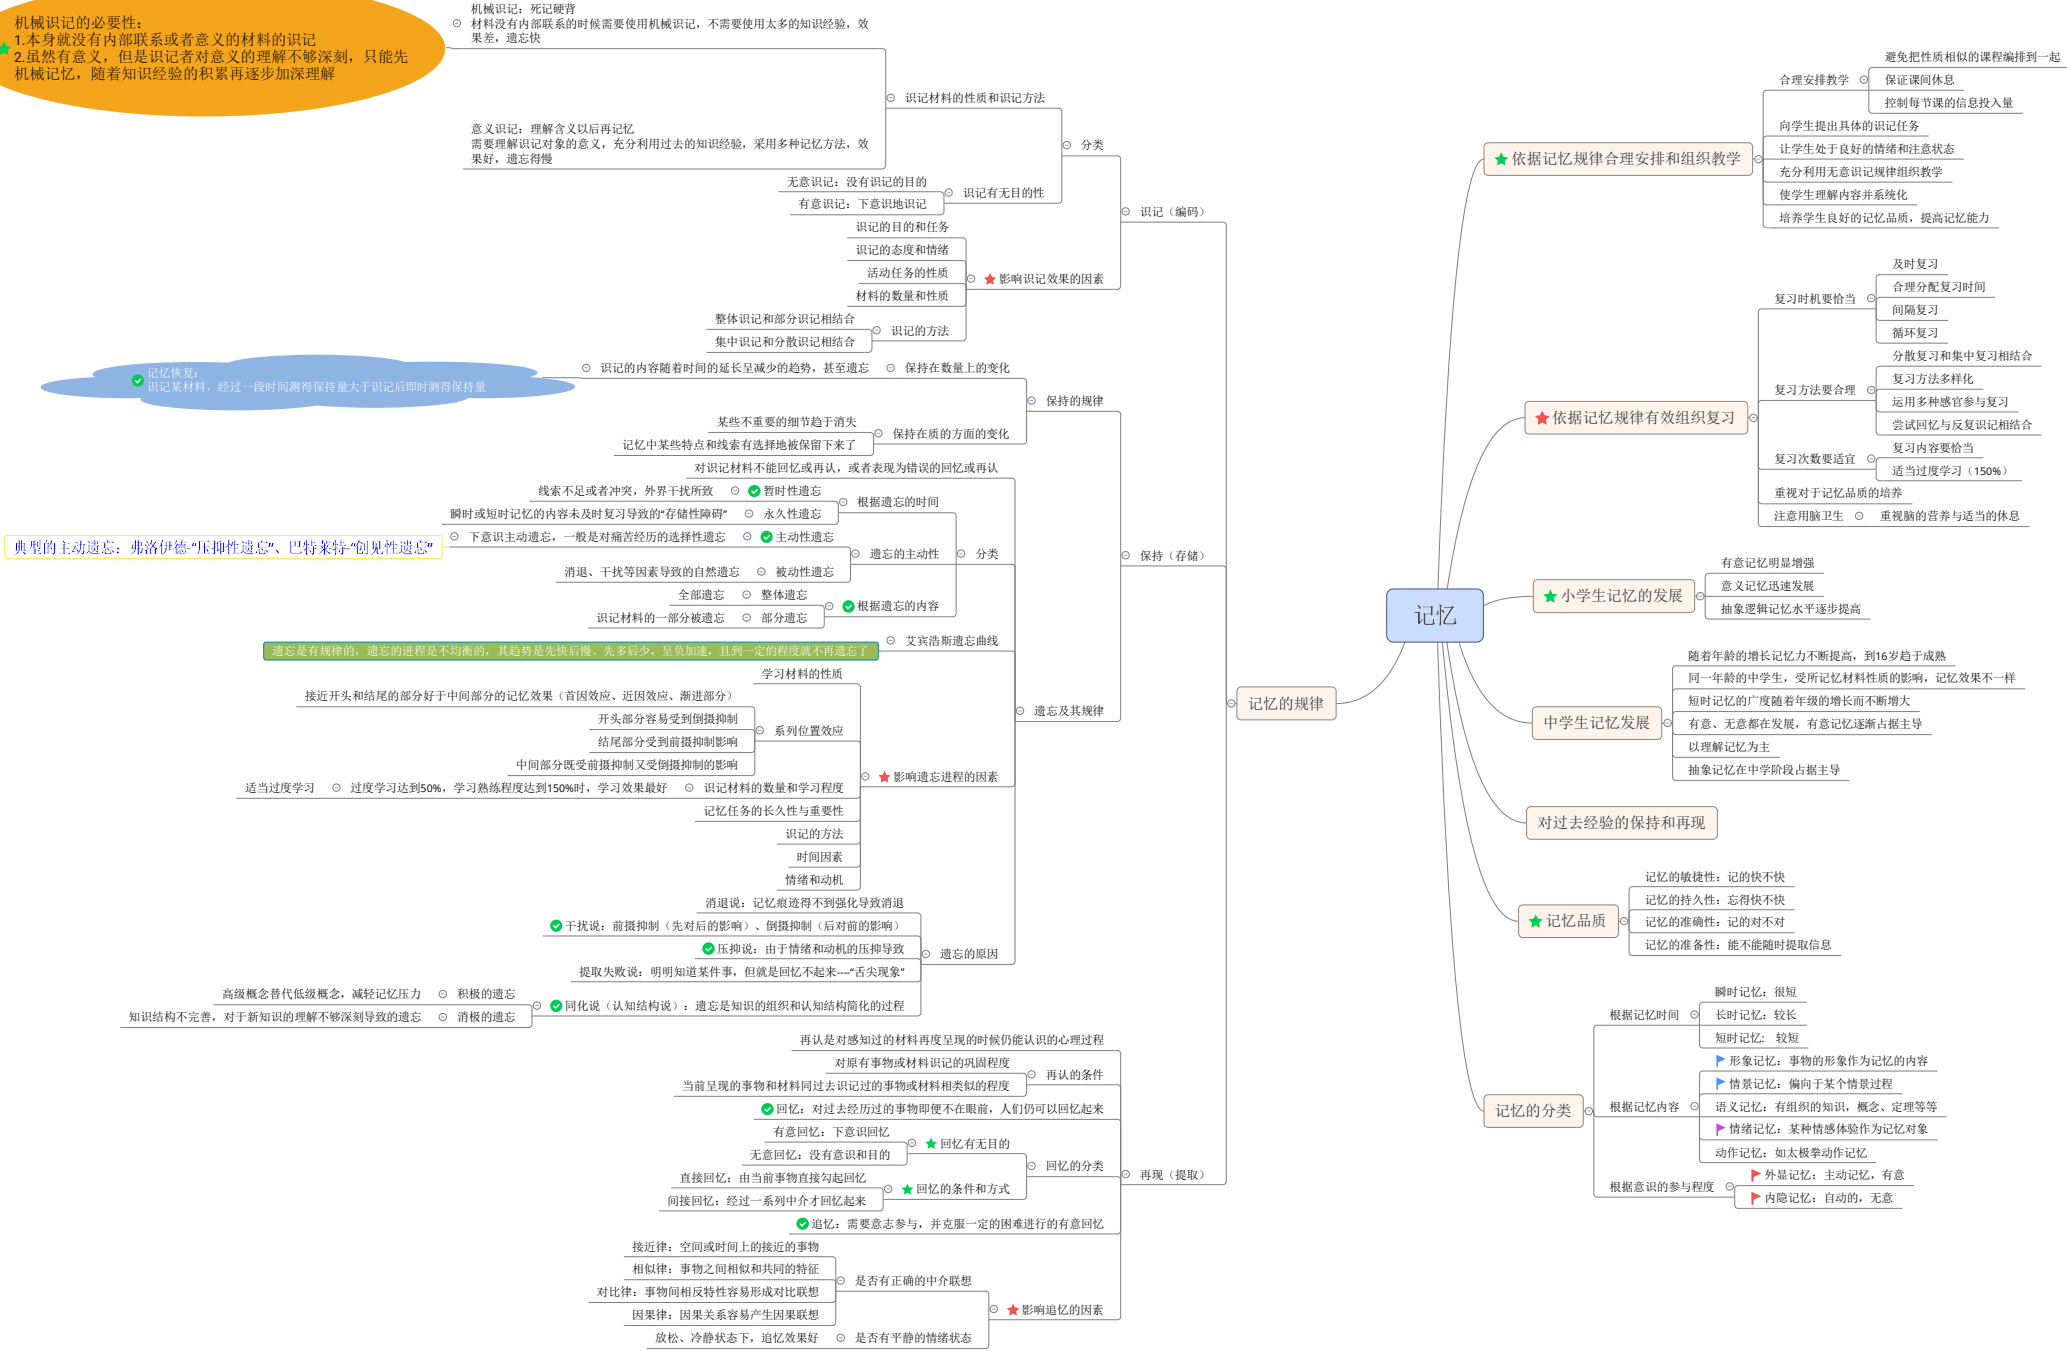 记忆
依据记忆规律合理安排和组织教学
合理安排教学
避免把性质相似的课程编排到一起
保证课间休息
控制每节课的信息投入量
向学生提出具体的识记任务
让学生处于良好的情绪和注意状态
充分利用无意识记规律组织教学
使学生理解内容并系统化
培养学生良好的记忆品质，提高记忆能力
依据记忆规律有效组织复习
复习时机要恰当
及时复习
合理分配复习时间
间隔复习
循环复习
复习方法要合理
分散复习和集中复习相结合
复习方法多样化
运用多种感官参与复习
尝试回忆与反复识记相结合
复习次数要适宜
复习内容要恰当
适当过度学习（150%）
重视对于记忆品质的培养
注意用脑卫生
重视脑的营养与适当的休息
小学生记忆的发展
有意记忆明显增强
意义记忆迅速发展
抽象逻辑记忆水平逐步提高
中学生记忆发展
随着年龄的增长记忆力不断提高，到16岁趋于成熟
同一年龄的中学生，受所记忆材料性质的影响，记忆效果不一样
短时记忆的广度随着年级的增长而不断增大
有意、无意都在发展，有意记忆逐渐占据主导
以理解记忆为主
抽象记忆在中学阶段占据主导
对过去经验的保持和再现
记忆品质
记忆的敏捷性：记的快不快
记忆的持久性：忘得快不快
记忆的准确性：记的对不对
记忆的准备性：能不能随时提取信息
记忆的分类
根据记忆时间
瞬时记忆：很短
长时记忆：较长
短时记忆： 较短
根据记忆内容
形象记忆：事物的形象作为记忆的内容
情景记忆：偏向于某个情景过程
语义记忆：有组织的知识，概念、定理等等
情绪记忆：某种情感体验作为记忆对象
动作记忆：如太极拳动作记忆
根据意识的参与程度
外显记忆：主动记忆，有意
内隐记忆：自动的，无意
记忆的规律
识记（编码）
分类
识记材料的性质和识记方法
机械识记：死记硬背
材料没有内部联系的时候需要使用机械识记，不需要使用太多的知识经验，效
果差，遗忘快
机械识记的必要性：
1.本身就没有内部联系或者意义的材料的识记
2.虽然有意义，但是识记者对意义的理解不够深刻，只能先
机械记忆，随着知识经验的积累再逐步加深理解
意义识记：理解含义以后再记忆
需要理解识记对象的意义，充分利用过去的知识经验，采用多种记忆方法，效
果好，遗忘得慢
识记有无目的性
无意识记：没有识记的目的
有意识记：下意识地识记
影响识记效果的因素
识记的目的和任务
识记的态度和情绪
活动任务的性质
材料的数量和性质
识记的方法
整体识记和部分识记相结合
集中识记和分散识记相结合
保持（存储）
保持的规律
保持在数量上的变化
识记的内容随着时间的延长呈减少的趋势，甚至遗忘
记忆恢复：
识记某材料，经过一段时间测得保持量大于识记后即时测得保持量
保持在质的方面的变化
某些不重要的细节趋于消失
记忆中某些特点和线索有选择地被保留下来了
遗忘及其规律
对识记材料不能回忆或再认，或者表现为错误的回忆或再认
分类
根据遗忘的时间
暂时性遗忘
线索不足或者冲突，外界干扰所致
永久性遗忘
瞬时或短时记忆的内容未及时复习导致的“存储性障碍”
遗忘的主动性
主动性遗忘
下意识主动遗忘，一般是对痛苦经历的选择性遗忘
典型的主动遗忘：弗洛伊德-“压抑性遗忘”、巴特莱特-“创见性遗忘”
被动性遗忘
消退、干扰等因素导致的自然遗忘
根据遗忘的内容
整体遗忘
全部遗忘
部分遗忘
识记材料的一部分被遗忘
艾宾浩斯遗忘曲线
遗忘是有规律的，遗忘的进程是不均衡的，其趋势是先快后慢、先多后少，呈负加速，且到一定的程度就不再遗忘了
影响遗忘进程的因素
学习材料的性质
系列位置效应
接近开头和结尾的部分好于中间部分的记忆效果（首因效应、近因效应、渐进部分）
开头部分容易受到倒摄抑制
结尾部分受到前摄抑制影响
中间部分既受前摄抑制又受倒摄抑制的影响
识记材料的数量和学习程度
过度学习达到50%，学习熟练程度达到150%时，学习效果最好
适当过度学习
记忆任务的长久性与重要性
识记的方法
时间因素
情绪和动机
遗忘的原因
消退说：记忆痕迹得不到强化导致消退
干扰说：前摄抑制（先对后的影响）、倒摄抑制（后对前的影响）
压抑说：由于情绪和动机的压抑导致
提取失败说：明明知道某件事，但就是回忆不起来----“舌尖现象”
同化说（认知结构说）：遗忘是知识的组织和认知结构简化的过程
积极的遗忘
高级概念替代低级概念，减轻记忆压力
消极的遗忘
知识结构不完善，对于新知识的理解不够深刻导致的遗忘
再现（提取）
再认是对感知过的材料再度呈现的时候仍能认识的心理过程
再认的条件
对原有事物或材料识记的巩固程度
当前呈现的事物和材料同过去识记过的事物或材料相类似的程度
回忆：对过去经历过的事物即便不在眼前，人们仍可以回忆起来
回忆的分类
回忆有无目的
有意回忆：下意识回忆
无意回忆：没有意识和目的
回忆的条件和方式
直接回忆：由当前事物直接勾起回忆
间接回忆：经过一系列中介才回忆起来
追忆：需要意志参与，并克服一定的困难进行的有意回忆
影响追忆的因素
是否有正确的中介联想
接近律：空间或时间上的接近的事物
相似律：事物之间相似和共同的特征
对比律：事物间相反特性容易形成对比联想
因果律：因果关系容易产生因果联想
是否有平静的情绪状态
放松、冷静状态下，追忆效果好